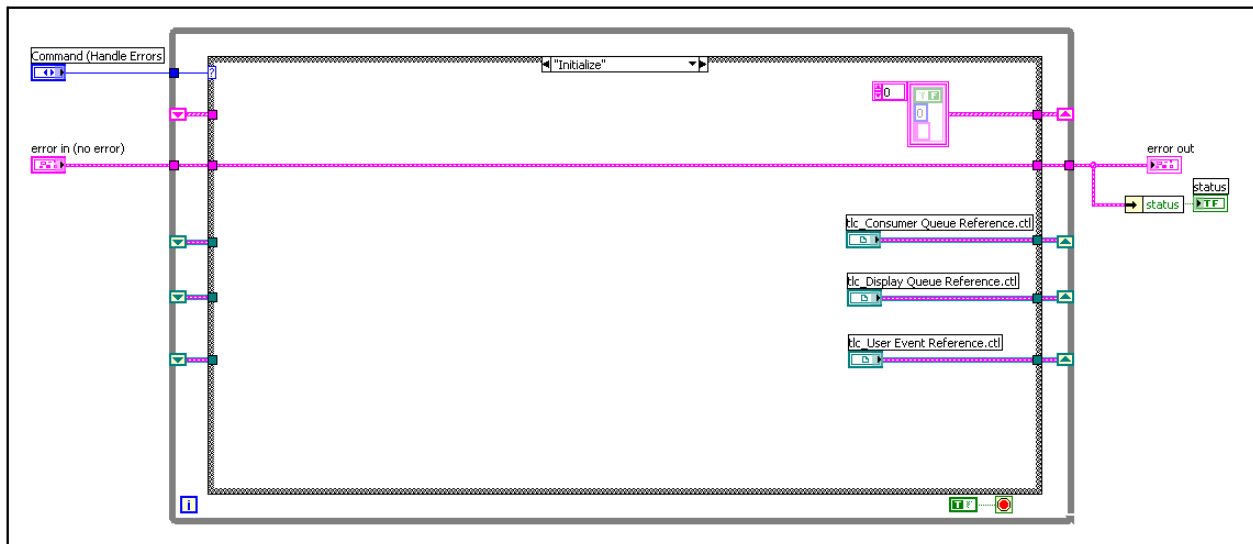 Command (Handle Errors
?
"Initialize"
T F
0
0
error in (no error)
error out
status
status
T F
tlc_Consumer Queue Reference.ctl
tlc_Display Queue Reference.ctl
tlc_User Event Reference.ctl
i
T F